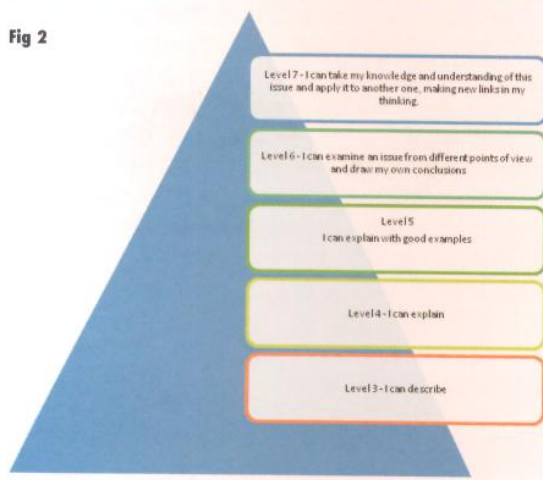 Fig 2
Level 7 - I can take my knowledge and understanding of this
issue and apply it to another one, making new links in my
thinking.
Level 6 - I can examine an issue from different points of view
and draw my own conclusions
Level 5
I can explain with good examples
Level 4 - I can explain
Level 3 - I can describe